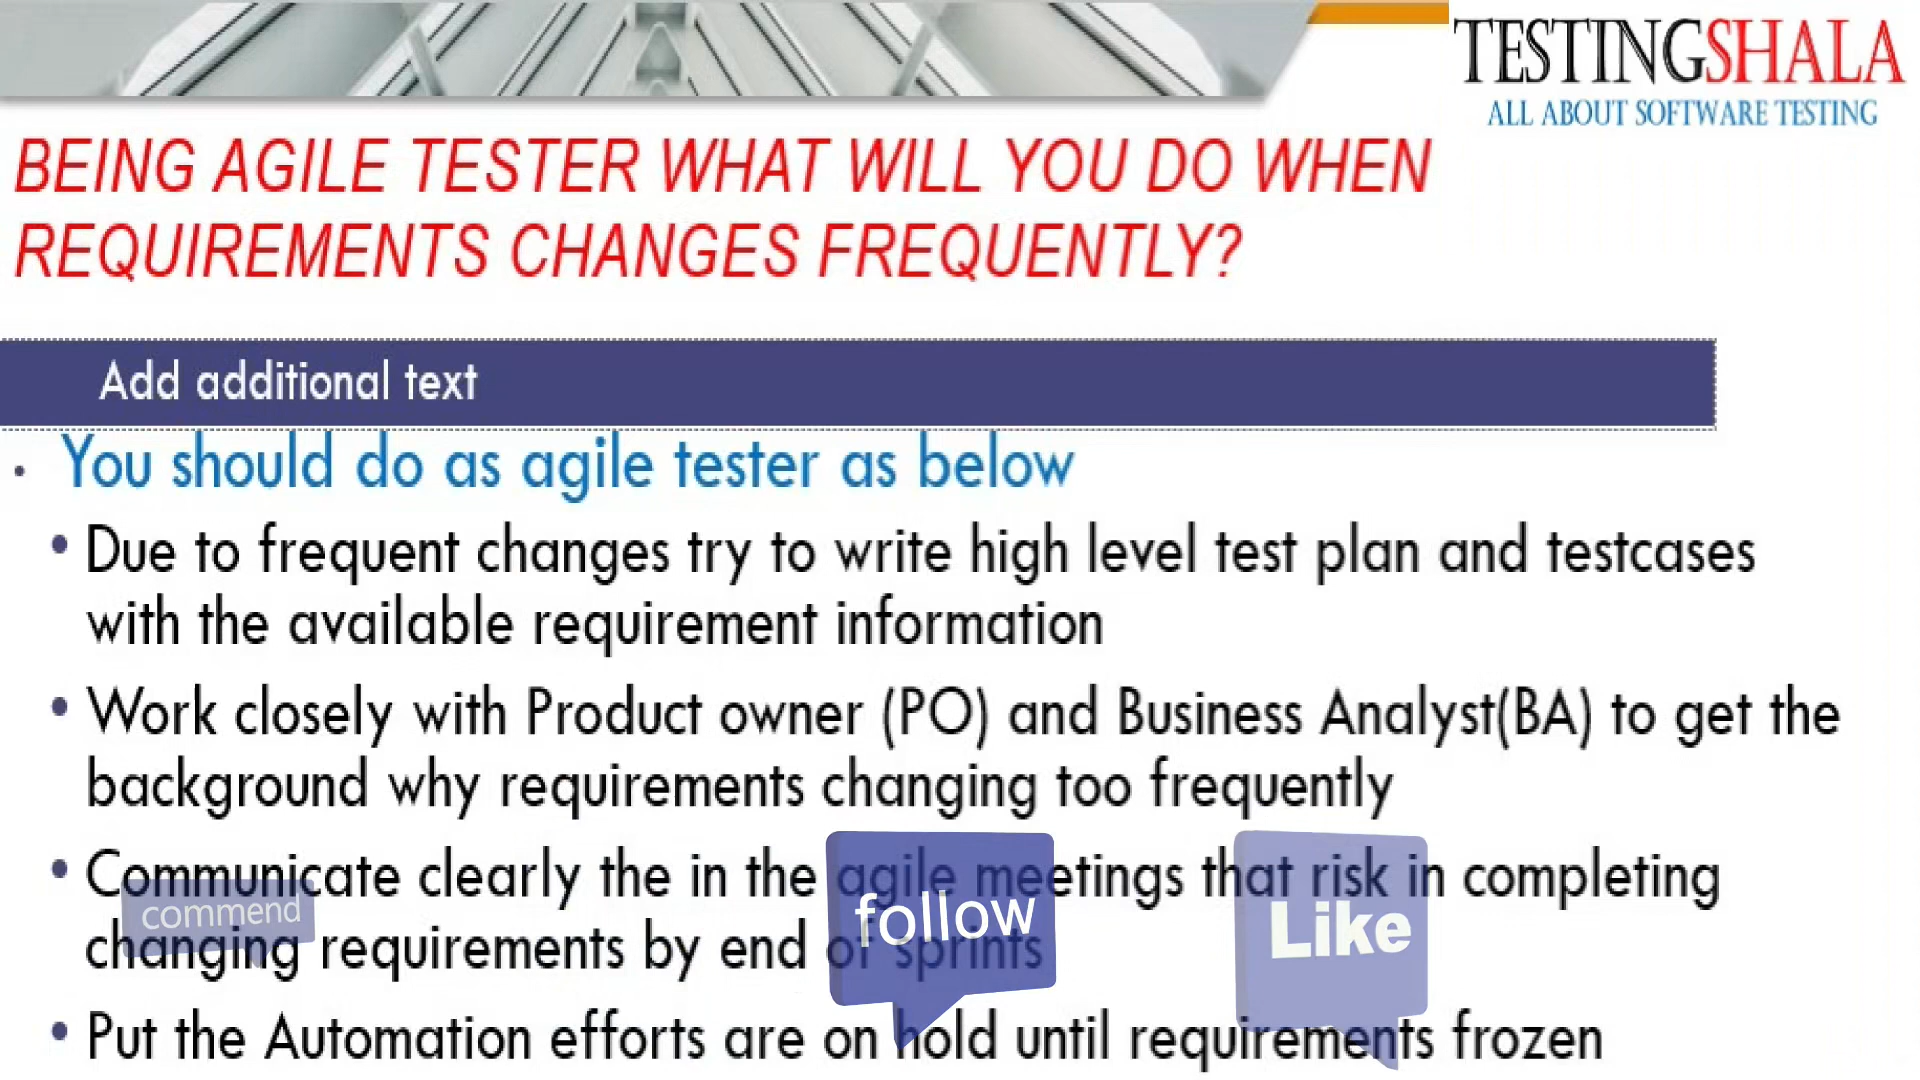 TESTINGSHALA
ALL ABOUT SOFTWARE TESTING
BEING AGILE TESTER WHAT WILL YOU DO WHEN
REQUIREMENTS CHANGES FREQUENTLY?
Add additional text
• You should do as agile tester as below
• Due to frequent changes try to write high level test plan and testcases
with the available requirement information
• Work closely with Product owner (PO) and Business Analyst(BA) to get the
background why requirements changing too frequently
• Communicate clearly the in the agile meetings that risk in completing
changing requirements by end of sprints
commend
follow
Like
• Put the Automation efforts are on hold until requirements frozen